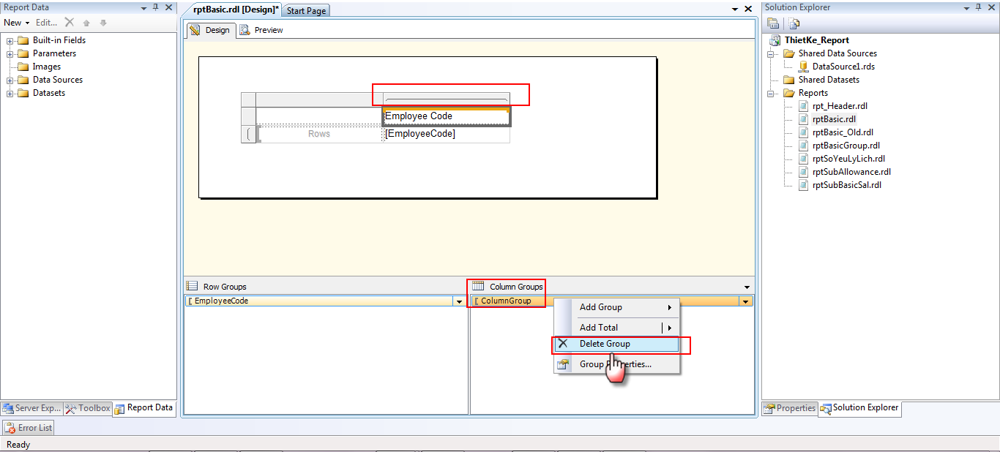 Report Data
New
Edit...
Built-in Fields
Parameters
Images
Data Sources
Datasets
Server Exp...
Toolbox
Report Data
Error List
Ready
rptBasic.rdl [Design]*
Start Page
Design
Preview
Employee Code
Rows
[EmployeeCode]
Row Groups
Column Groups
EmployeeCode
ColumnGroup
Add Group
Add Total
Delete Group
Group
Solution Explorer
ThietKe_Report
Shared Data Sources
DataSource1.rds
Shared Datasets
Reports
rpt_Header.rdl
rptBasic.rdl
rptBasic_Old.rdl
rptBasicGroup.rdl
rptSoYeuLyLich.rdl
rptSubAllowance.rdl
rptSubBasicSal.rdl
Properties
Solution Explorer